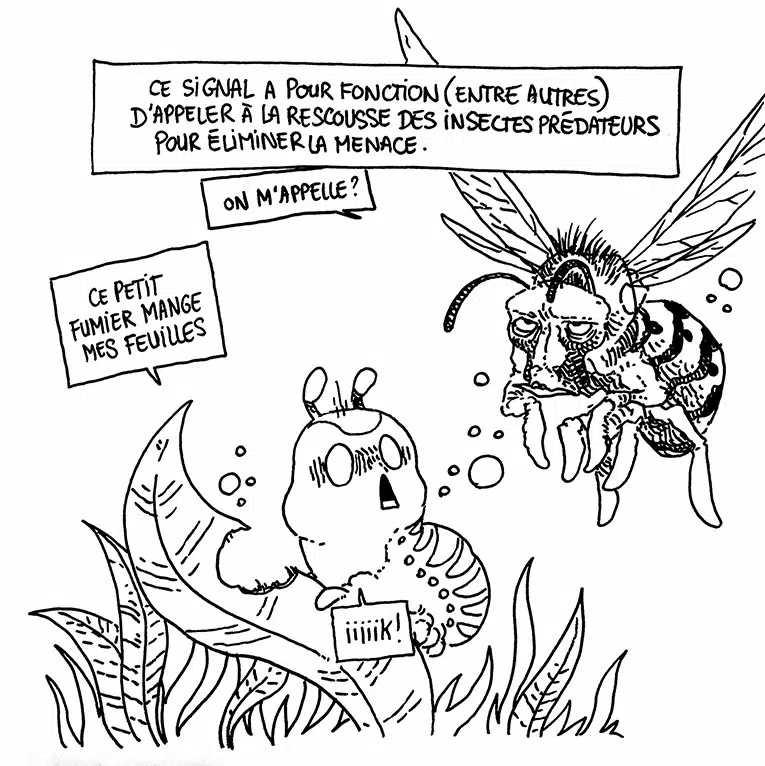 CE SIGNAL A POUR FONCTION (ENTRE AUTRES)
D'APPELER À LA RESCOUSSE DES INSECTES PRÉDATEURS
POUR ÉLIMINER LA MENACE.
ON M'APPELLE?
CE PETIT
FUMIER MANGE
MES FEUILLES
iiiiiK!